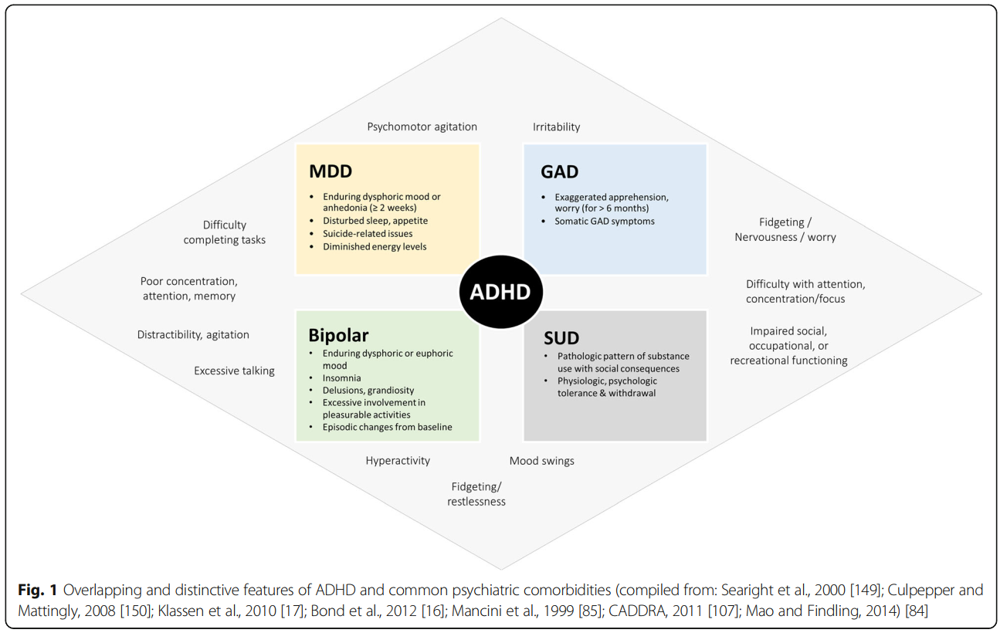 Psychomotor agitation
Irritability
MDD
• Enduring dysphoric mood or
anhedonia (≥ 2 weeks)
• Disturbed sleep, appetite
• Suicide-related issues
• Diminished energy levels
GAD
• Exaggerated apprehension,
worry (for > 6 months)
• Somatic GAD symptoms
Difficulty
completing tasks
Poor concentration,
attention, memory
Distractibility, agitation
Excessive talking
Fidgeting /
Nervousness / worry
Difficulty with attention,
concentration/focus
Impaired social,
occupational, or
recreational functioning
ADHD
Bipolar
• Enduring dysphoric or euphoric
mood
• Insomnia
• Delusions, grandiosity
• Excessive involvement in
pleasurable activities
• Episodic changes from baseline
SUD
• Pathologic pattern of substance
use with social consequences
• Physiologic, psychologic
tolerance & withdrawal
Hyperactivity
Mood swings
Fidgeting/
restlessness
Fig. 1 Overlapping and distinctive features of ADHD and common psychiatric comorbidities (compiled from: Searight et al., 2000 [149]; Culpepper and
Mattingly, 2008 [150]; Klassen et al., 2010 [17]; Bond et al., 2012 [16]; Mancini et al., 1999 [85]; CADDRA, 2011 [107]; Mao and Findling, 2014) [84]